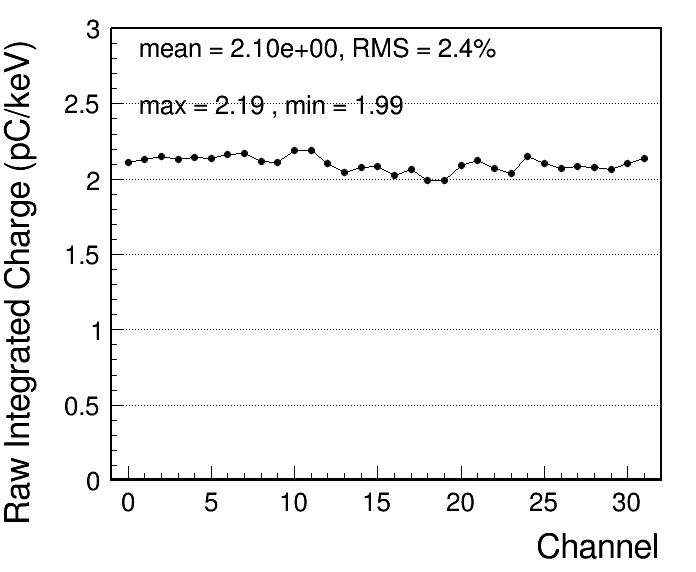 mean = 2.10e+00, RMS = 2.4%
max = 2.19 , min = 1.99
Raw Integrated Charge (pC/keV)
3
2.5
2
1.5
1
0.5
0
0 5 10 15 20 25 30
Channel